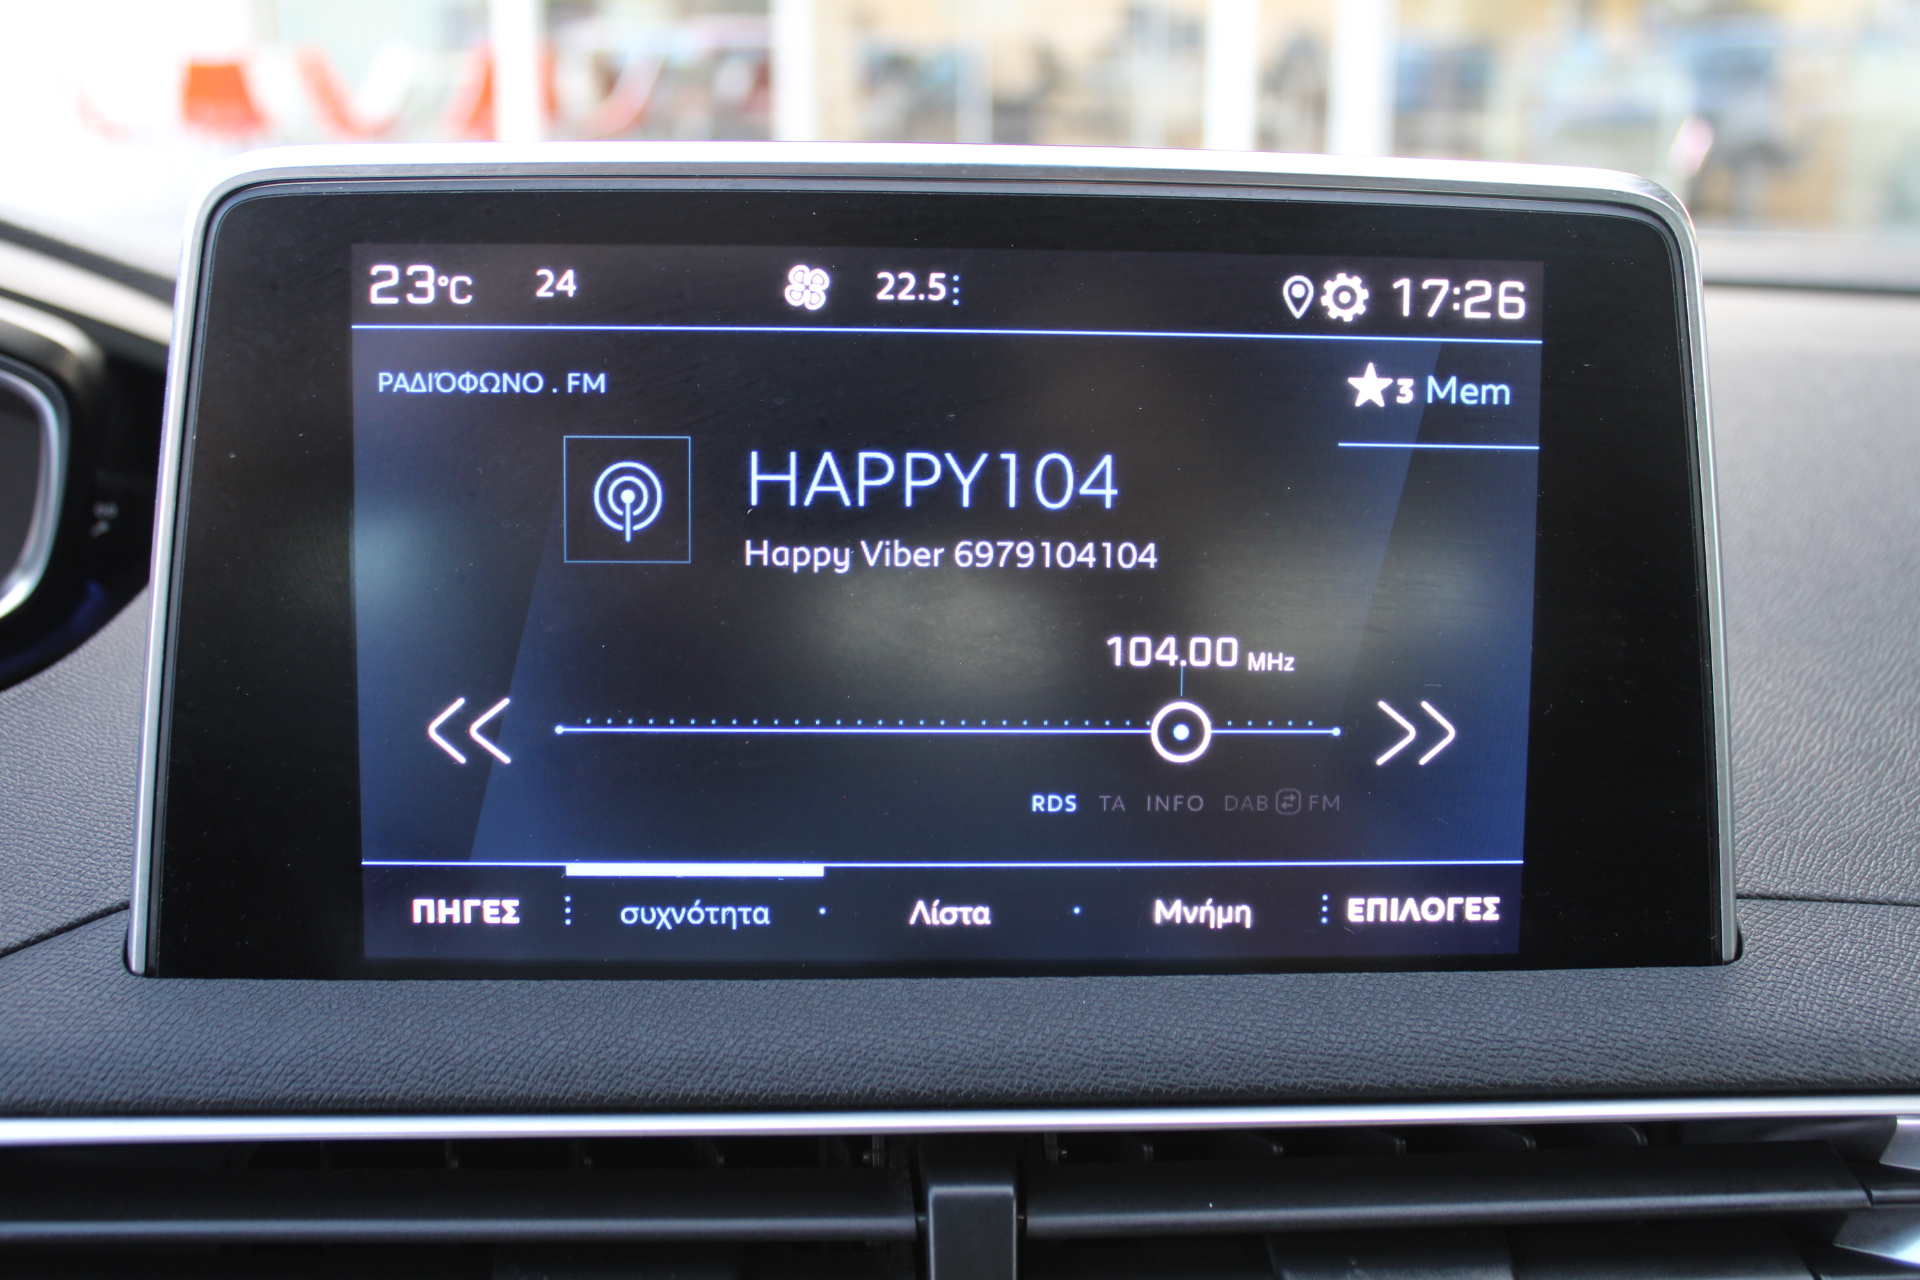 23°C 24 22.5 17:26
ΡΑΔΙΌΦΩΝΟ . FM
3 Mem
HAPPY104
Happy Viber 6979104104
104.00 MHz
RDS TA INFO DAB FM
ΠΗΓΕΣ συχνότητα Λίστα Μνήμη ΕΠΙΛΟΓΕΣ